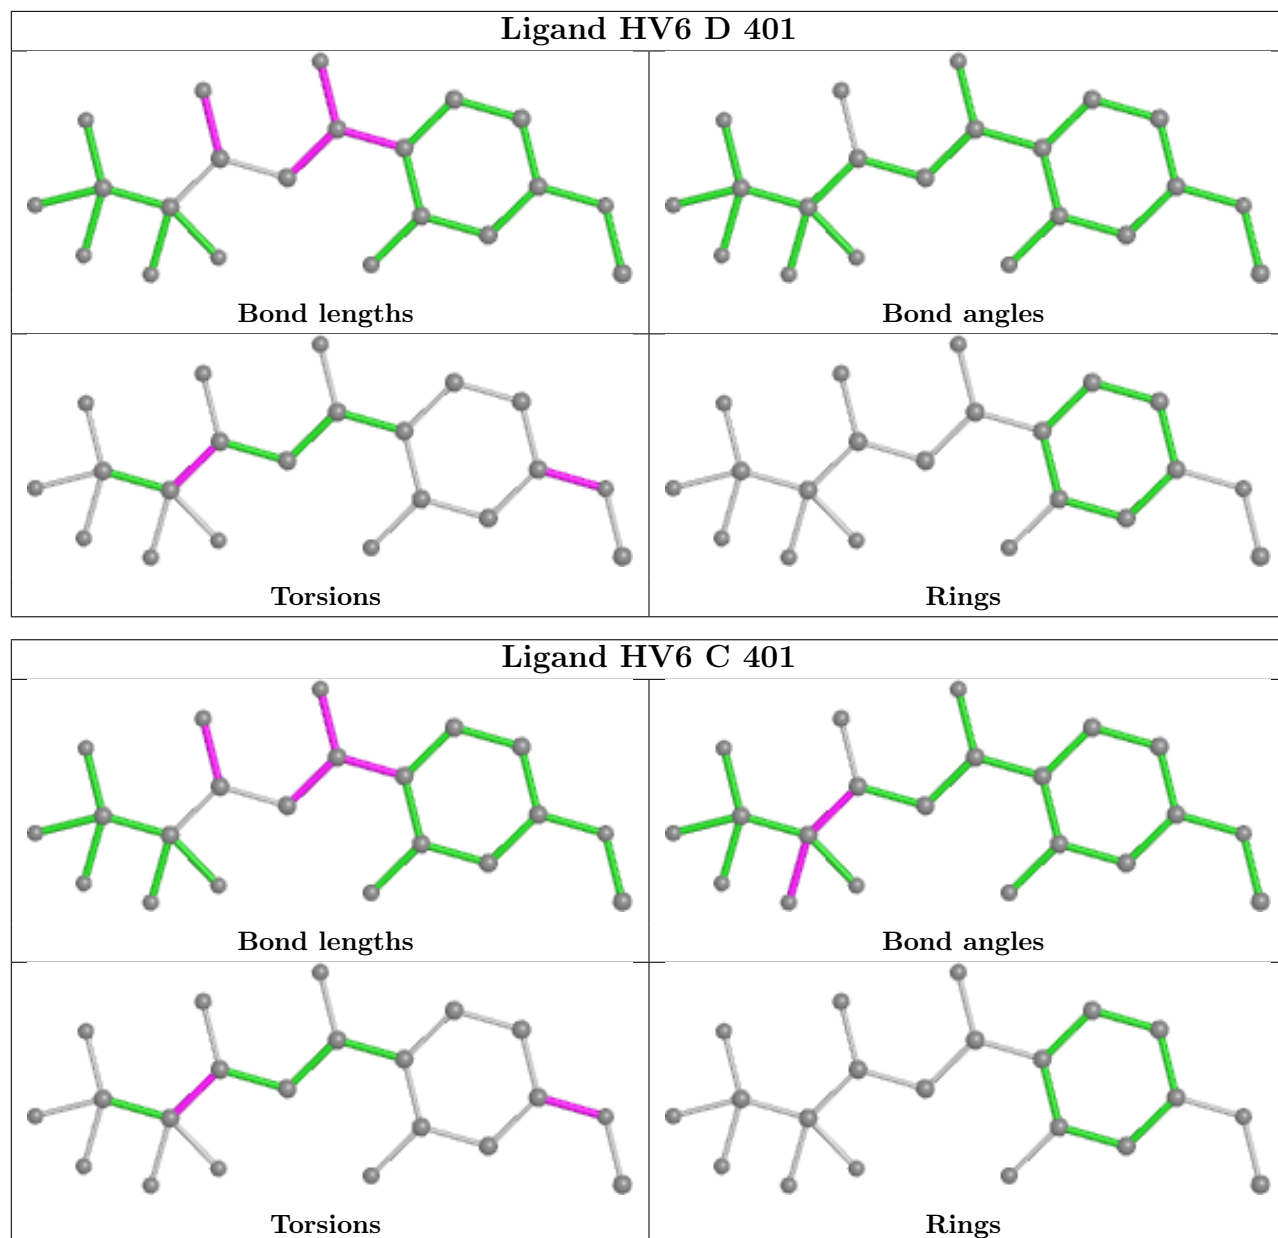 Ligand HV6 D 401
Bond lengths
Bond angles
Torsions
Rings
Ligand HV6 C 401
Bond lengths
Bond angles
Torsions
Rings